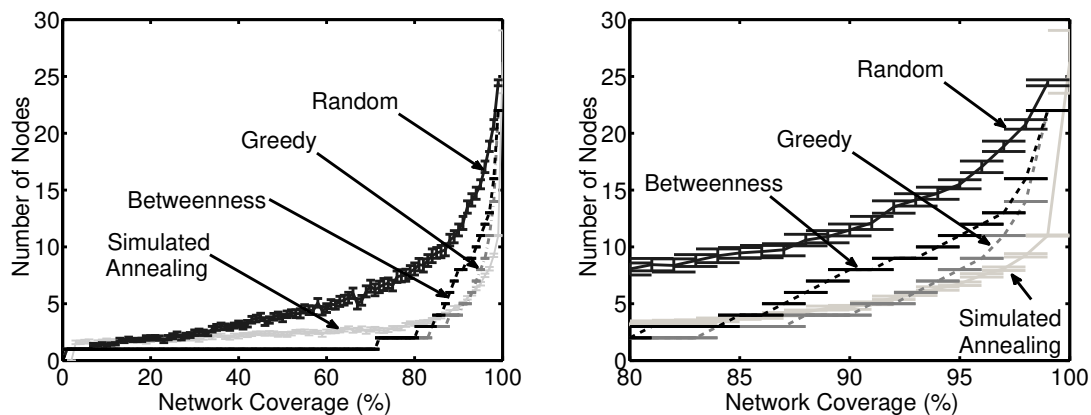 30
25
20
15
10
5
0
Number of Nodes
Random
Greedy
Betweenness
Simulated
Annealing
0 20 40 60 80 100
Network Coverage (%)
30
25
20
15
10
5
0
Number of Nodes
Random
Greedy
Betweenness
Simulated
Annealing
80 85 90 95 100
Network Coverage (%)